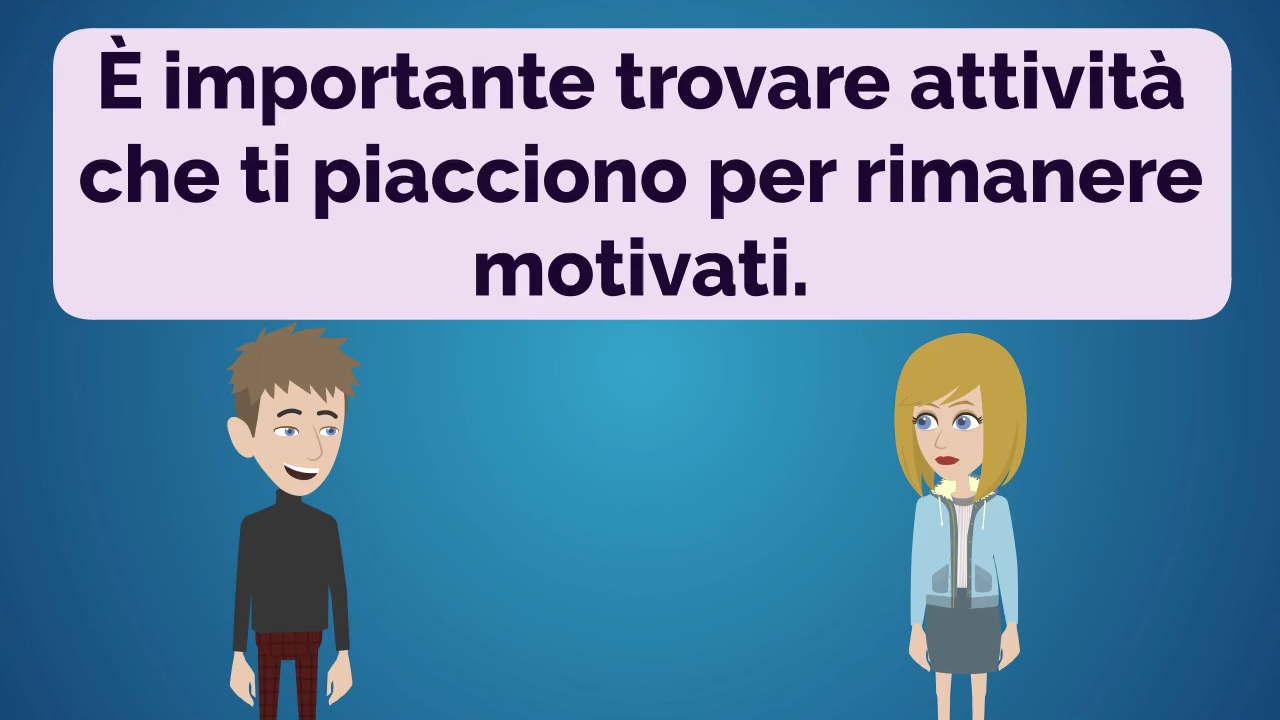 È importante trovare attività
che ti piacciono per rimanere
motivati.